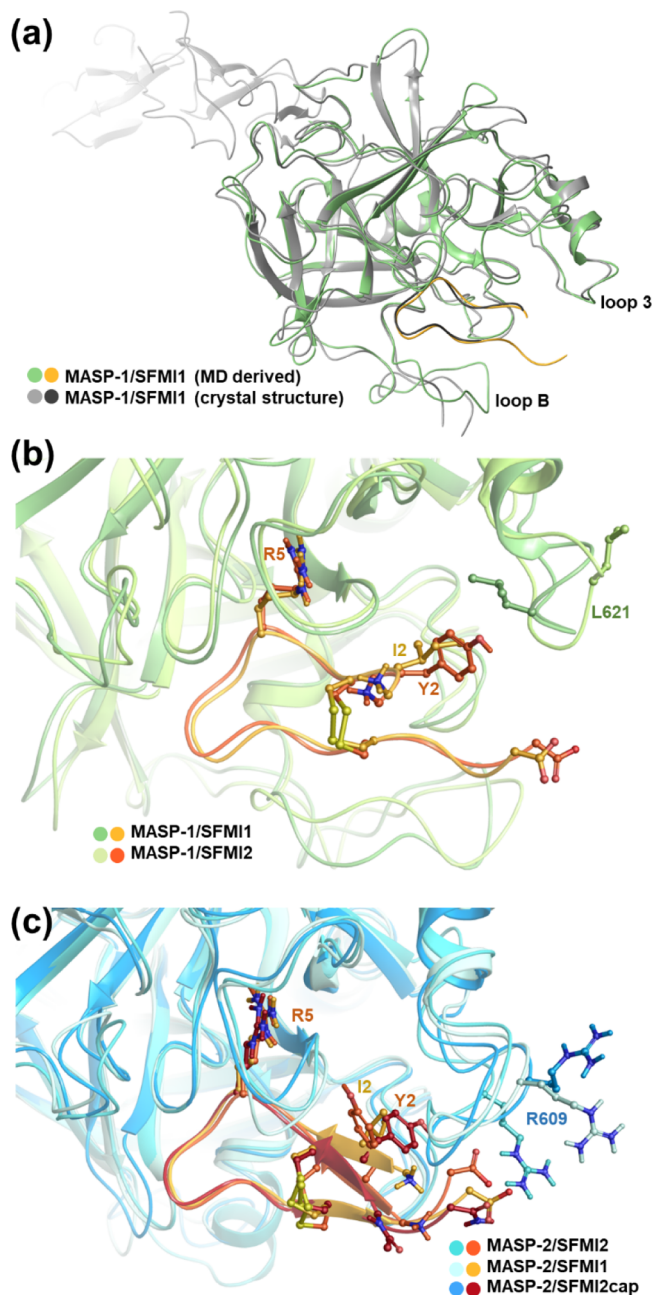 (a)
loop 3
MASP-1/SFMI1 (MD derived)
MASP-1/SFMI1 (crystal structure)
loop B
(b)
R5
L621
I2
Y2
MASP-1/SFMI1
MASP-1/SFMI2
(c)
R5
I2
Y2
R609
MASP-2/SFMI2
MASP-2/SFMI1
MASP-2/SFMI2cap